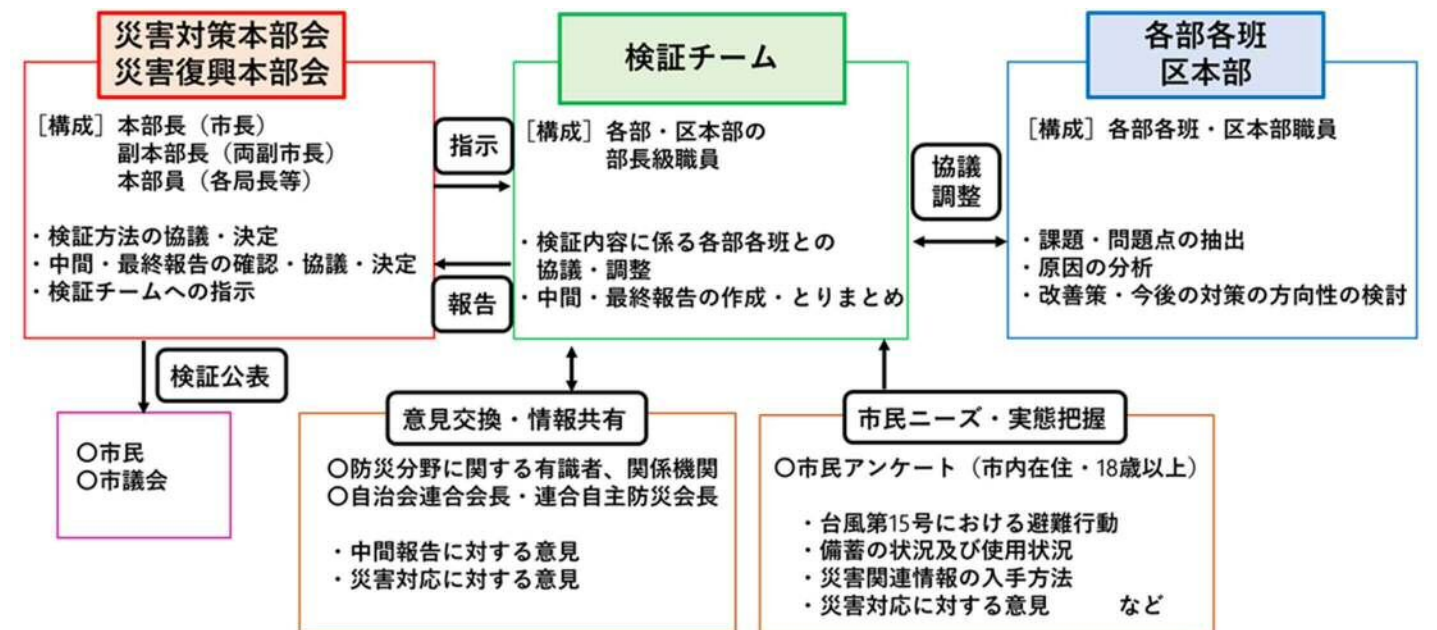 災害対策本部会
災害復興本部会
［構成］本部長（市長）
副本部長（両副市長）
本部員（各局長等）
・検証方法の協議・決定
・中間・最終報告の確認・協議・決定
・検証チームへの指示
指示
報告
検証チーム
［構成］各部・区本部の
部長級職員
・検証内容に係る各部各班との
協議・調整
・中間・最終報告の作成・とりまとめ
協議
調整
各部各班
区本部
［構成］各部各班・区本部職員
・課題・問題点の抽出
・原因の分析
・改善策・今後の対策の方向性の検討
検証公表
○市民
○市議会
意見交換・情報共有
○防災分野に関する有識者、関係機関
○自治会連合会長・連合自主防災会長
・中間報告に対する意見
・災害対応に対する意見
市民ニーズ・実態把握
○市民アンケート（市内在住・18歳以上）
・台風第15号における避難行動
・備蓄の状況及び使用状況
・災害関連情報の入手方法
・災害対応に対する意見　　　など